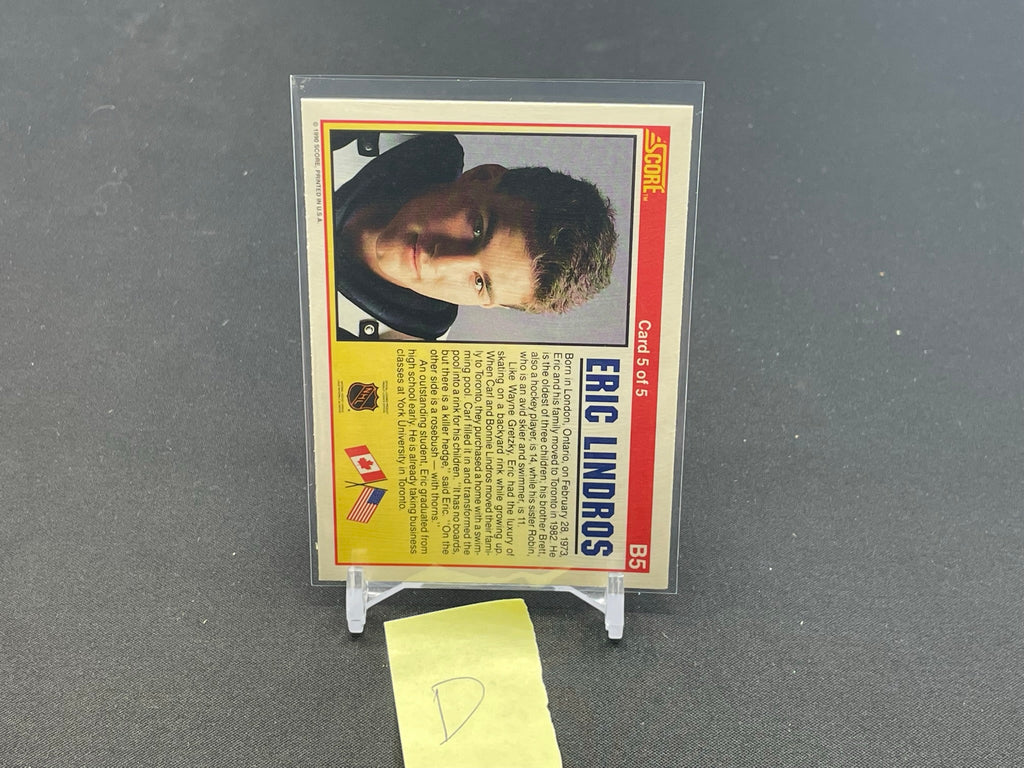 SCORE™
Card 5 of 5
B5
ERIC LINDROS
Born in London, Ontario, on February 28, 1973,
Eric and his family moved to Toronto in 1982. He
is the oldest of three children; his brother Brett,
also a hockey player, is 14, while his sister Robin,
who is an avid skier and swimmer, is 11.
Like Wayne Gretzky, Eric had the luxury of
skating on a backyard rink while growing up.
When Carl and Bonnie Lindros moved their fami-
ly to Toronto, they purchased a home with a swim-
ming pool. Carl filled it in and transformed the
pool into a rink for his children. "It has no boards,
but there is a killer hedge," said Eric. "On the
other side is a rosebush — with thorns."
An outstanding student, Eric graduated from
high school early. He is already taking business
classes at York University in Toronto.
NHL
© 1990 SCORE, PRINTED IN U.S.A.
D